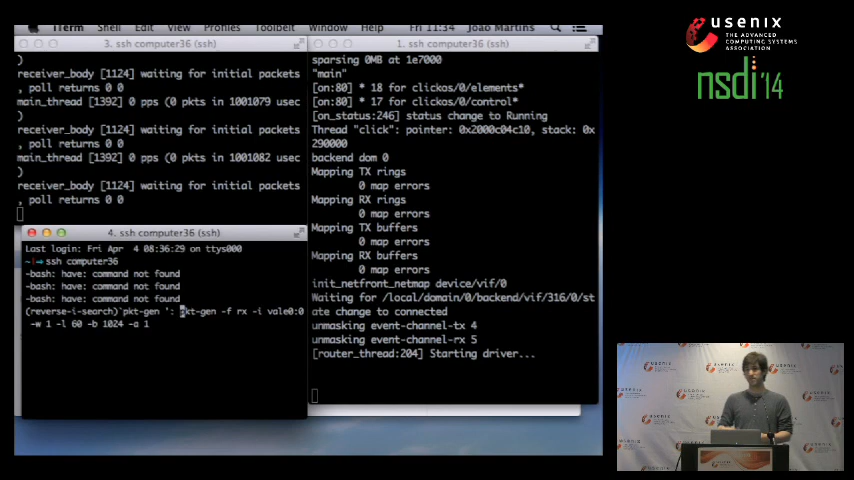 iTerm Shell Edit View Profiles Toolbelt Window Help Fri 11:34 João Martins
3. ssh computer36 (ssh)
)
receiver_body [1124] waiting for initial packets
, poll returns 0 0
main_thread [1392] 0 pps (0 pkts in 1001079 usec
)
receiver_body [1124] waiting for initial packets
, poll returns 0 0
main_thread [1392] 0 pps (0 pkts in 1001082 usec
)
receiver_body [1124] waiting for initial packets
, poll returns 0 0
4. ssh computer36 (ssh)
Last login: Fri Apr 4 08:36:29 on ttys000
ssh computer36
-bash: have: command not found
-bash: have: command not found
-bash: have: command not found
(reverse-i-search)`pkt-gen ': pkt-gen -f rx -i vale0:0
-w 1 -l 60 -b 1024 -a 1
1. ssh computer36 (ssh)
sparsing 0MB at 1e7000
"main"
[on:80] * 18 for clickos/0/elements*
[on:80] * 17 for clickos/0/control*
[on_status:246] status change to Running
Thread "click": pointer: 0x2000c04c10, stack: 0x
290000
backend dom 0
Mapping TX rings
0 map errors
Mapping RX rings
0 map errors
Mapping TX buffers
0 map errors
Mapping RX buffers
0 map errors
init_netfront_netmap device/vif/0
Waiting for /local/domain/0/backend/vif/316/0/st
ate change to connected
unmasking event-channel-tx 4
unmasking event-channel-rx 5
[router_thread:204] Starting driver...
usenix
THE ADVANCED
COMPUTING SYSTEMS
ASSOCIATION
nsdi '14
usenix